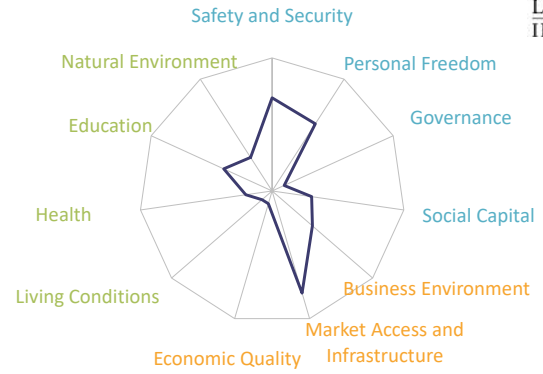 Safety and Security
Natural Environment
Personal Freedom
Education
Governance
Health
Social Capital
Living Conditions
Business Environment
Market Access and
Infrastructure
Economic Quality